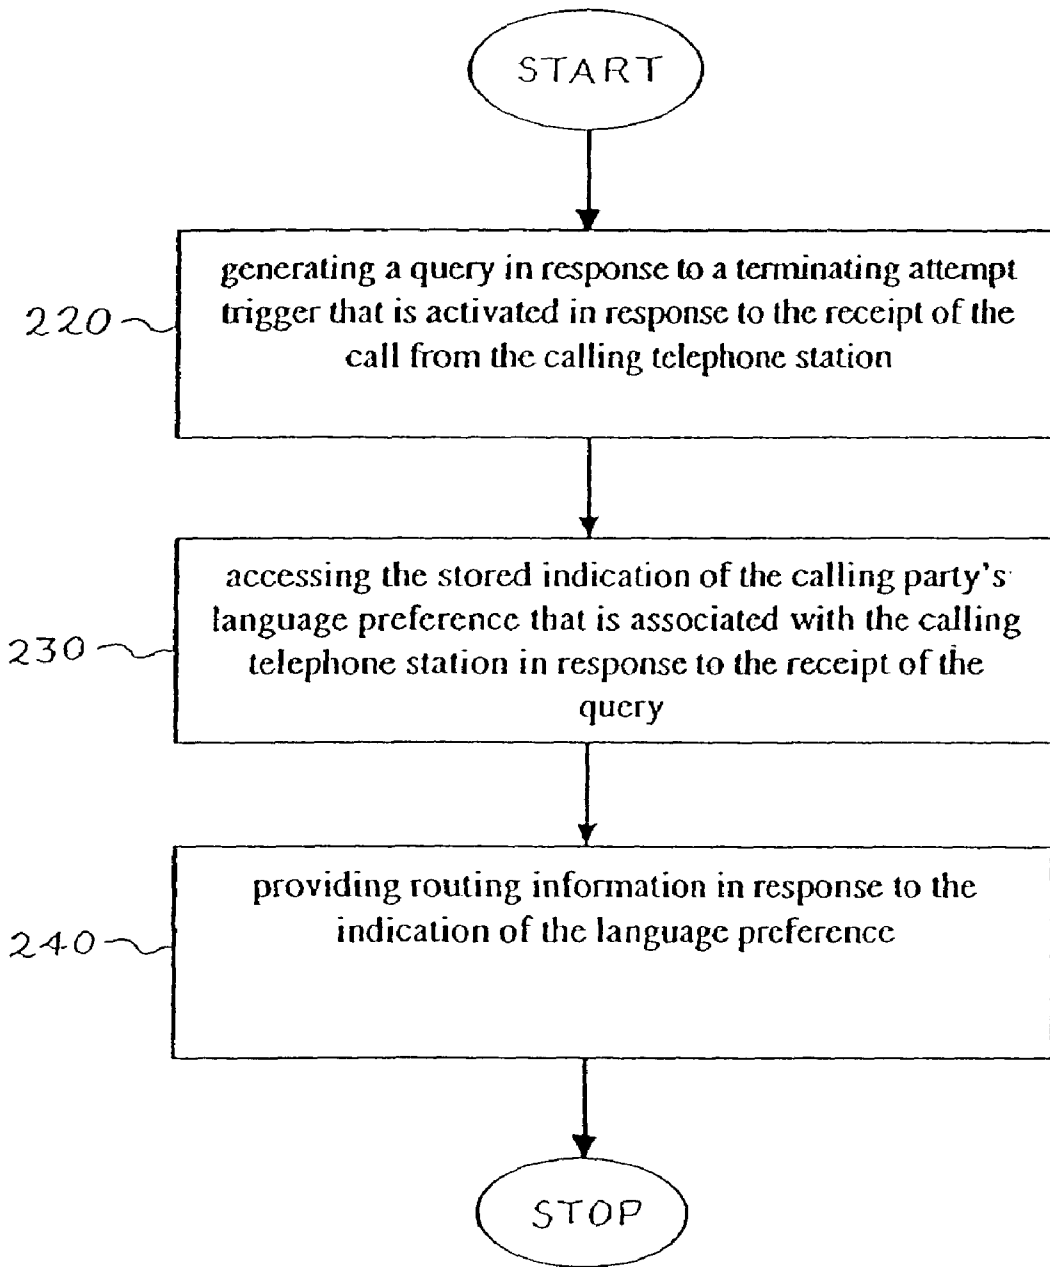 START
generating a query in response to a terminating attempt
trigger that is activated in response to the receipt of the
call from the calling telephone station
220
accessing the stored indication of the calling party's
language preference that is associated with the calling
telephone station in response to the receipt of the
query
230
providing routing information in response to the
indication of the language preference
240
STOP